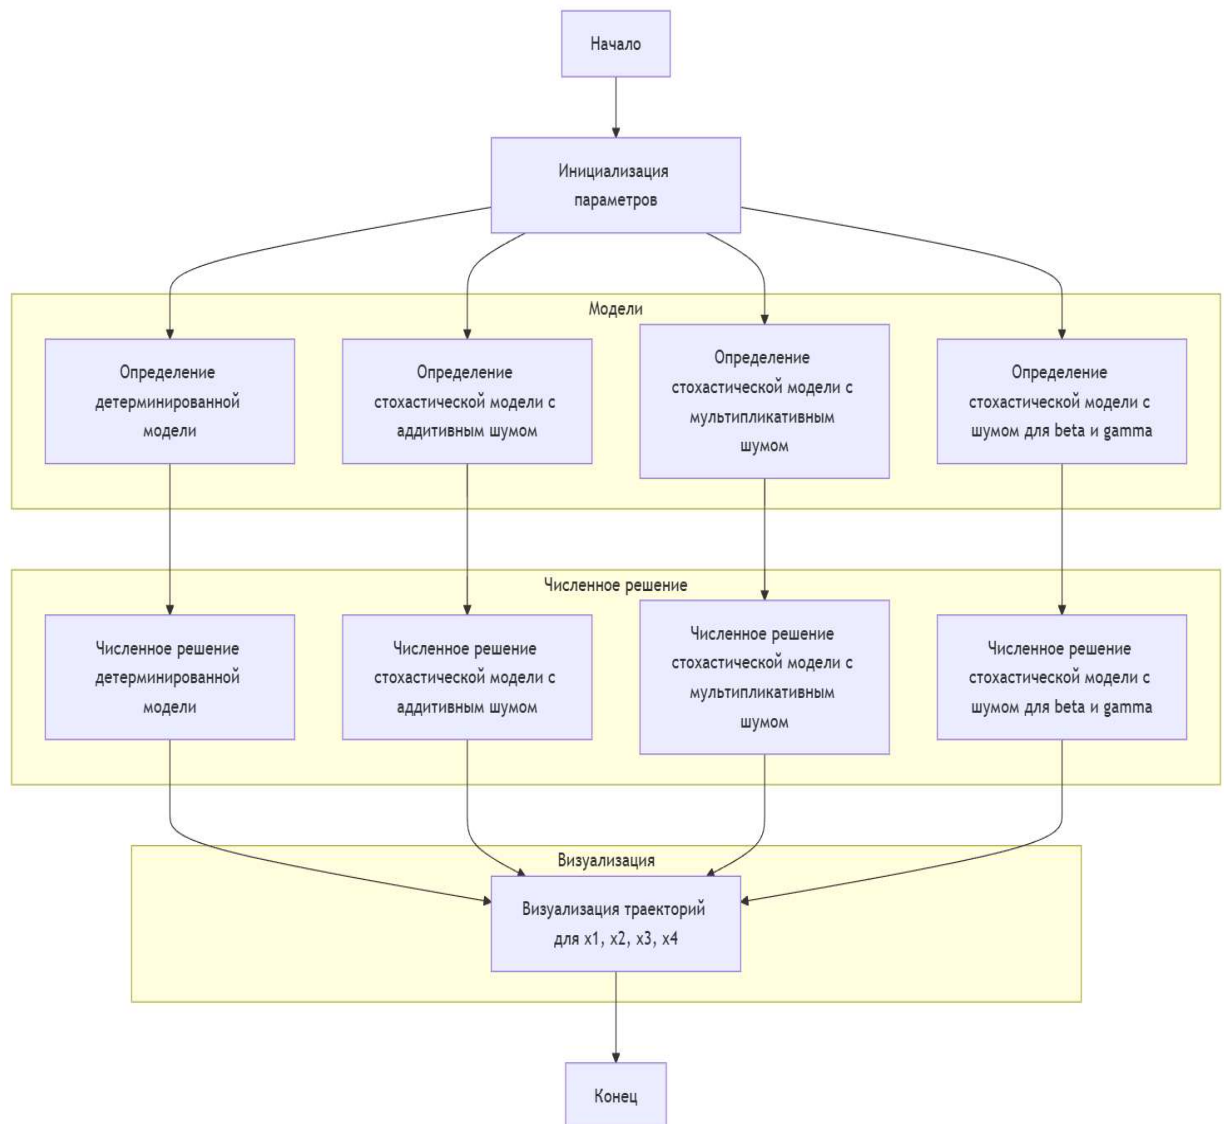 Начало
Инициализация
параметров
Модели
Определение
детерминированной
модели
Определение
стохастической модели с
аддитивным шумом
Определение
стохастической модели с
мультипликативным
шумом
Определение
стохастической модели с
шумом для beta и gamma
Численное решение
Численное решение
детерминированной
модели
Численное решение
стохастической модели с
аддитивным шумом
Численное решение
стохастической модели с
мультипликативным
шумом
Численное решение
стохастической модели с
шумом для beta и gamma
Визуализация
Визуализация траекторий
для x1, x2, x3, x4
Конец